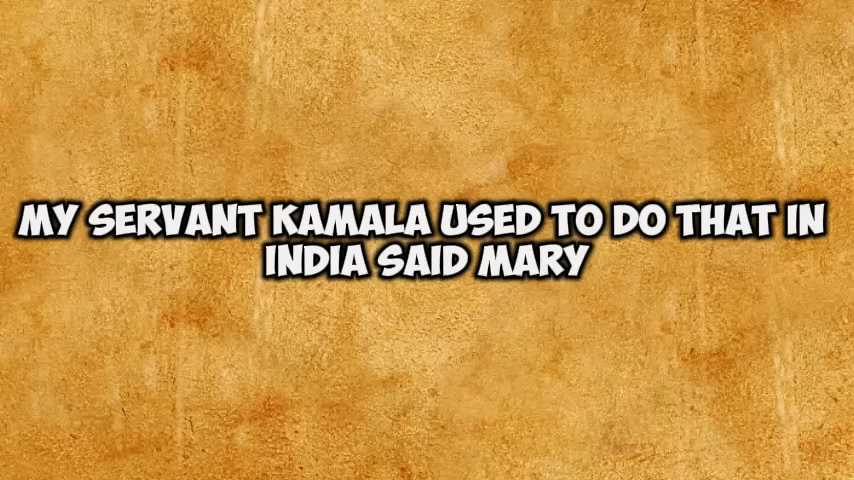 MY SERVANT KAMALA USED TO DO THAT IN
INDIA SAID MARY